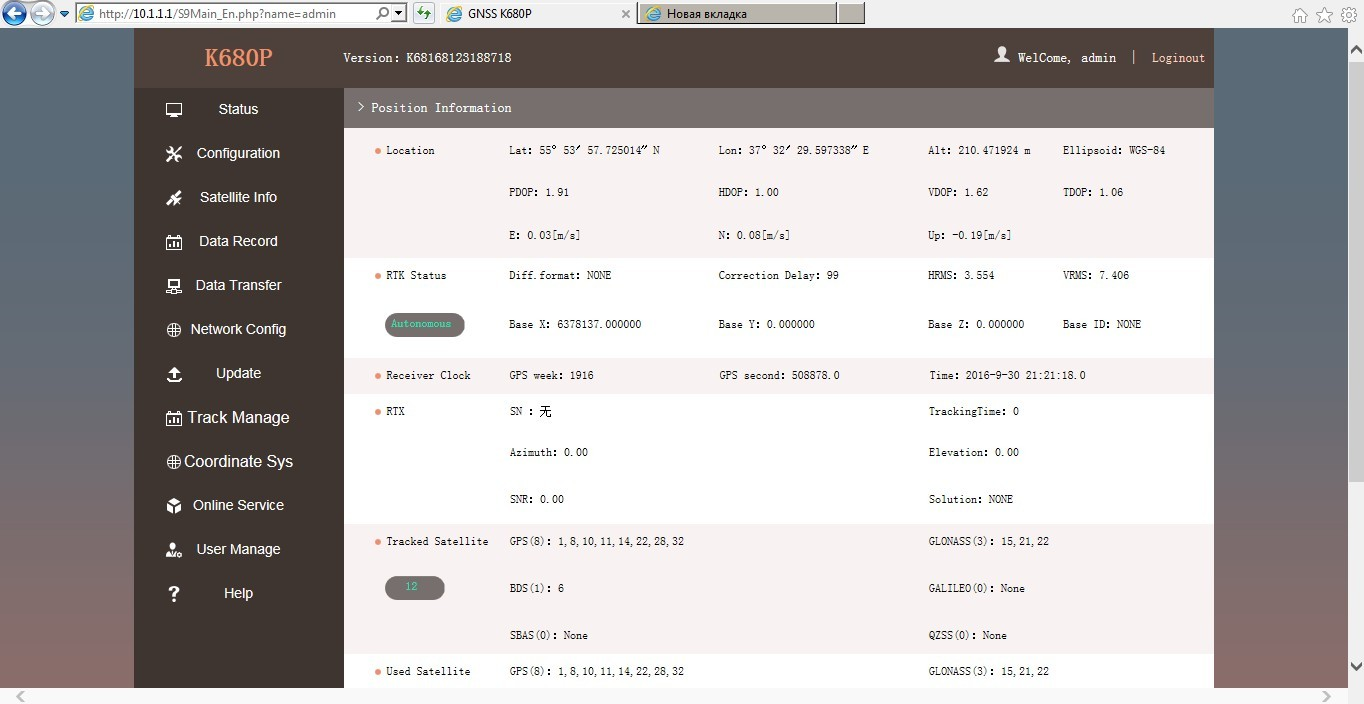 http://10.1.1.1/S9Main_En.php?name=admin
GNSS K680P
Новая вкладка
K680P
Version: K68168123188718
WelCome, admin | Loginout
Status
Configuration
Satellite Info
Data Record
Data Transfer
Network Config
Update
Track Manage
Coordinate Sys
Online Service
User Manage
Help
> Position Information
Location Lat: 55° 53′ 57.725014″ N Lon: 37° 32′ 29.597338″ E Alt: 210.471924 m Ellipsoid: WGS-84
PDOP: 1.91 HDOP: 1.00 VDOP: 1.62 TDOP: 1.06
E: 0.03[m/s] N: 0.08[m/s] Up: -0.19[m/s]
RTK Status Diff.format: NONE Correction Delay: 99 HRMS: 3.554 VRMS: 7.406
Autonomous Base X: 6378137.000000 Base Y: 0.000000 Base Z: 0.000000 Base ID: NONE
Receiver Clock GPS week: 1916 GPS second: 508878.0 Time: 2016-9-30 21:21:18.0
RTX SN : 无 TrackingTime: 0
Azimuth: 0.00 Elevation: 0.00
SNR: 0.00 Solution: NONE
Tracked Satellite GPS(8): 1,8,10,11,14,22,28,32 GLONASS(3): 15,21,22
12 BDS(1): 6 GALILEO(0): None
SBAS(0): None QZSS(0): None
Used Satellite GPS(8): 1,8,10,11,14,22,28,32 GLONASS(3): 15,21,22